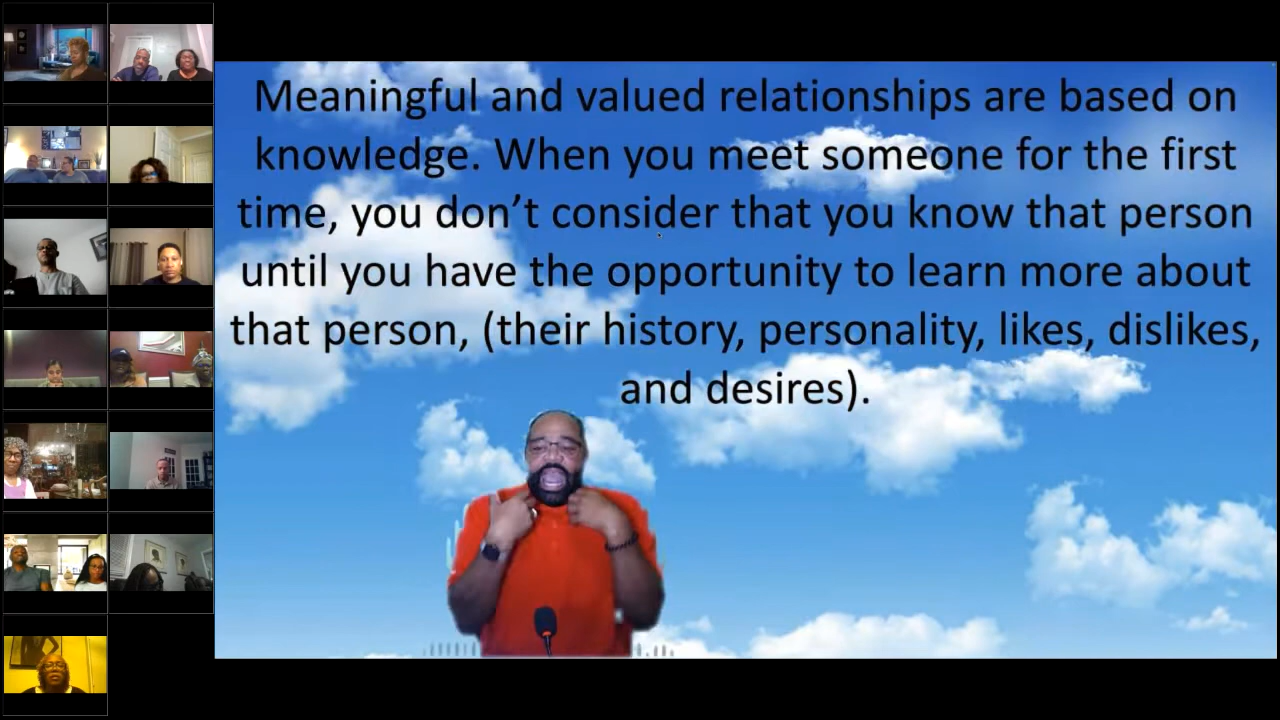 Meaningful and valued relationships are based on
knowledge. When you meet someone for the first
time, you don't consider that you know that person
until you have the opportunity to learn more about
that person, (their history, personality, likes, dislikes,
and desires).